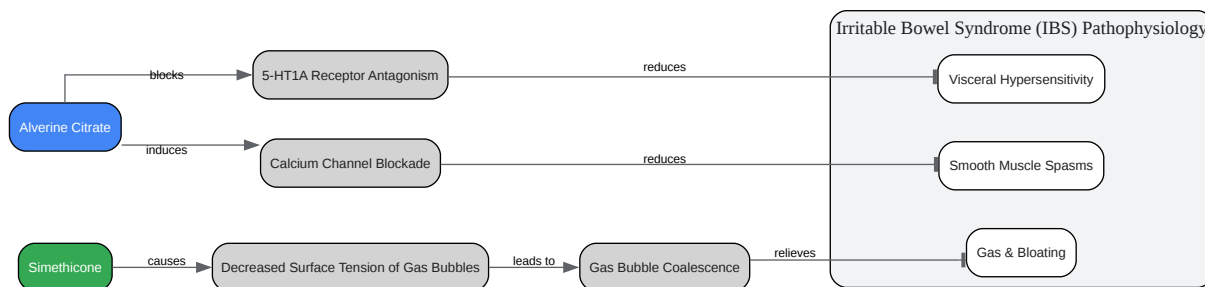 Irritable Bowel Syndrome (IBS) Pathophysiology
blocks
5-HT1A Receptor Antagonism
reduces
Visceral Hypersensitivity
Alverine Citrate
induces
Calcium Channel Blockade
reduces
Smooth Muscle Spasms
Simethicone
causes
Decreased Surface Tension of Gas Bubbles
leads to
Gas Bubble Coalescence
relieves
Gas & Bloating